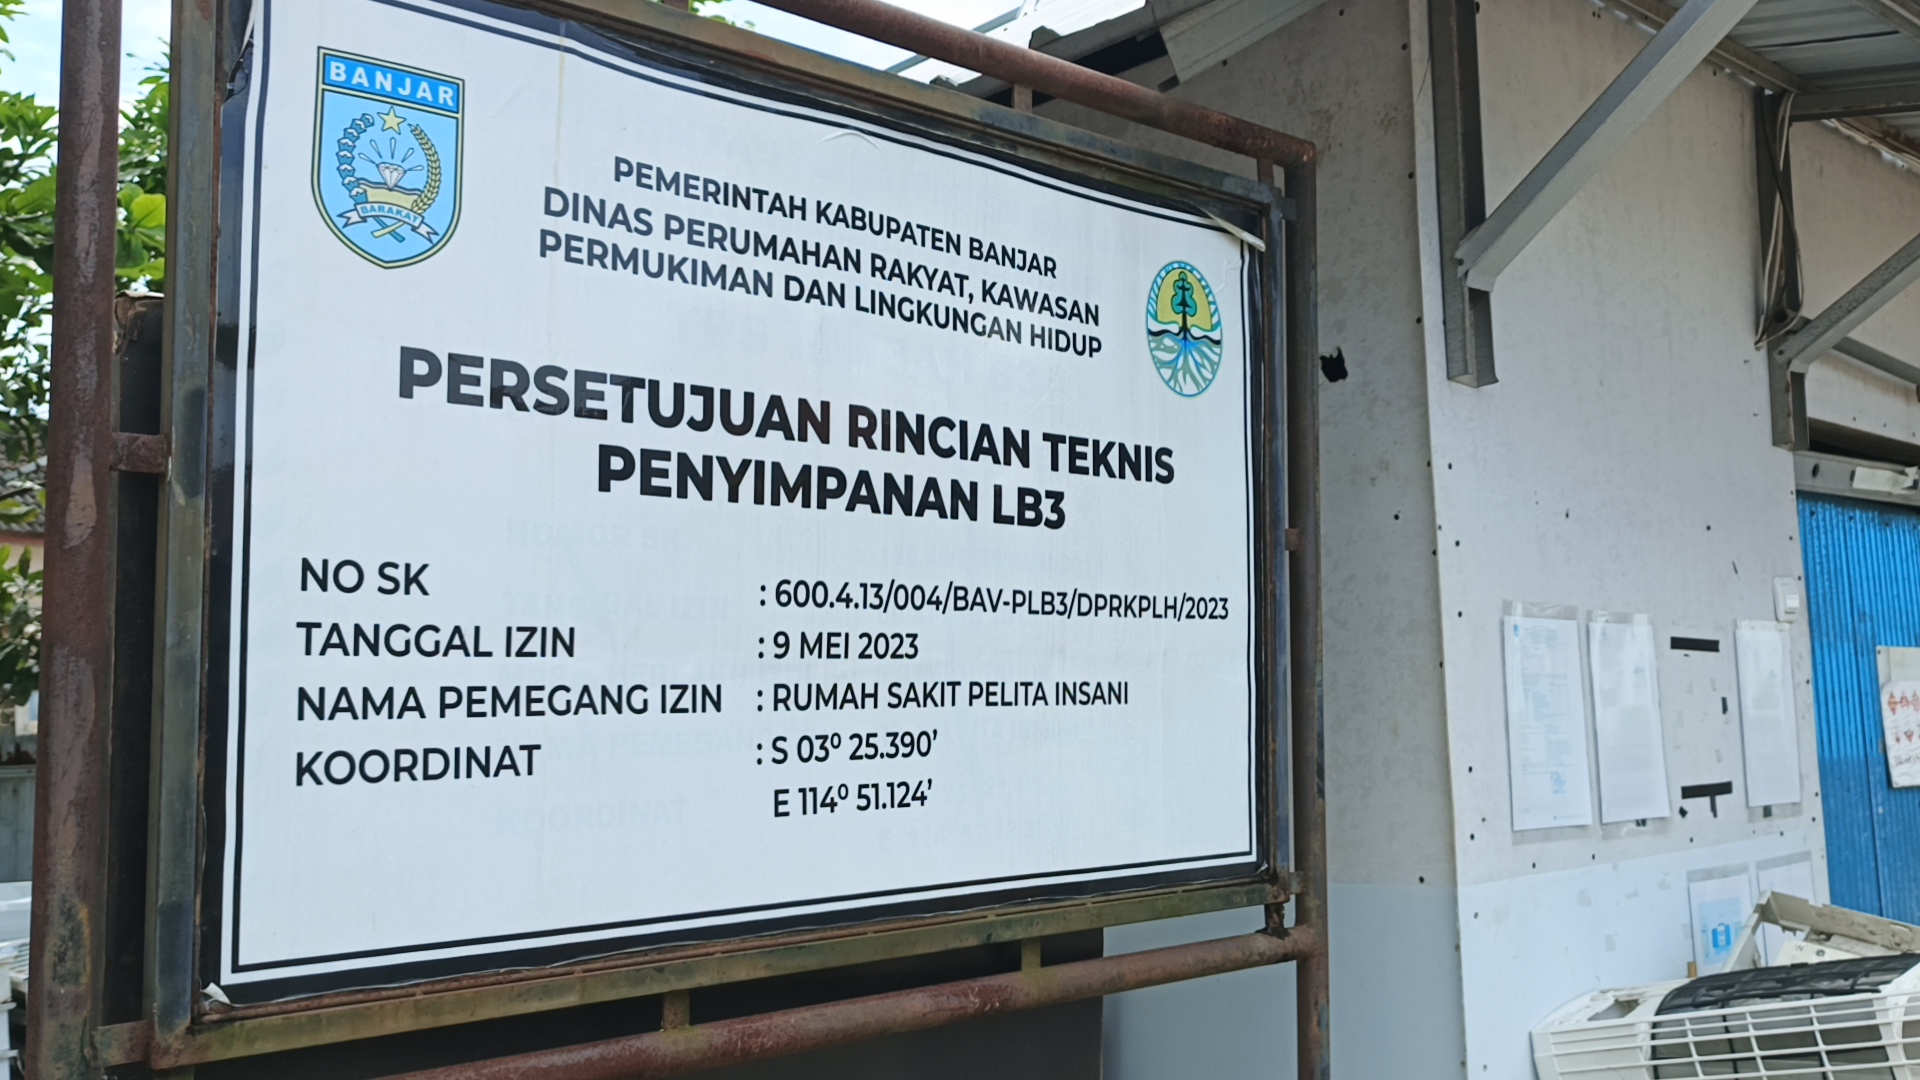 BANJAR
BARAKAT
PEMERINTAH KABUPATEN BANJAR
DINAS PERUMAHAN RAKYAT, KAWASAN
PERMUKIMAN DAN LINGKUNGAN HIDUP
PERSETUJUAN RINCIAN TEKNIS
PENYIMPANAN LB3
NO SK : 600.4.13/004/BAV-PLB3/DPRKPLH/2023
TANGGAL IZIN : 9 MEI 2023
NAMA PEMEGANG IZIN : RUMAH SAKIT PELITA INSANI
KOORDINAT : S 03⁰ 25.390’
E 114⁰ 51.124’